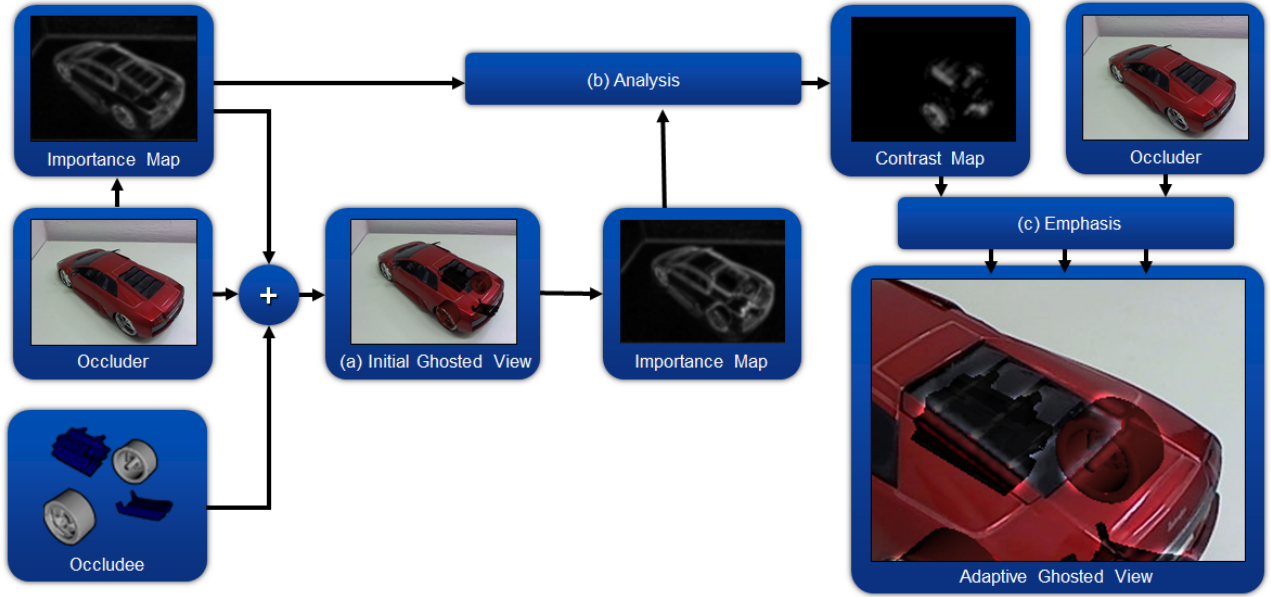 Importance Map
(b) Analysis
Contrast Map
Occluder
(c) Emphasis
Occluder
+
(a) Initial Ghosted View
Importance Map
Occludee
Adaptive Ghosted View